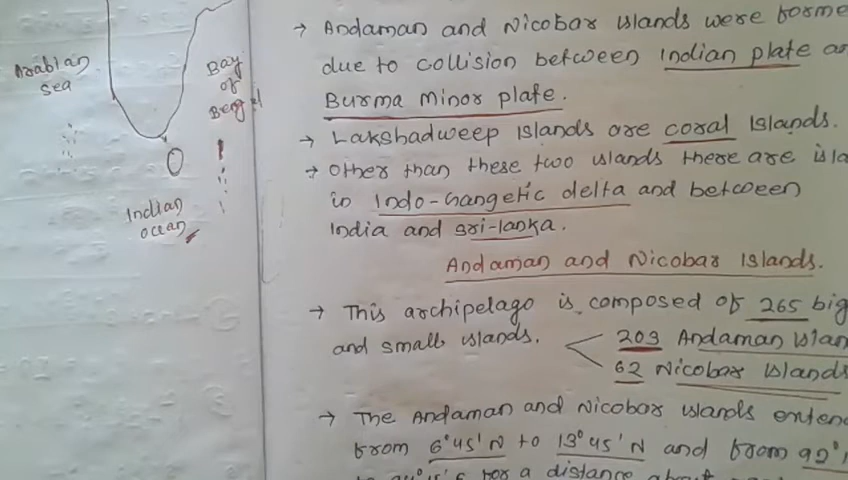 Arabian
sea
Bay
of
Indian
ocean
→ Andaman and Nicobar islands were forme
due to collision between Indian plate
Burma Minor plate.
→ Lakshadweep islands are coral islands.
→ Other than these two islands there are isla
in Indo-Gangetic delta and between
India and sri-lanka.
Andaman and Nicobar Islands.
→ This archipelago is composed of 265 big
and small islands.
203 Andaman islan
62 Nicobar islands
→ The Andaman and Nicobar islands extend
from 6°45'N to 13°45'N and from 92°
for a distance about